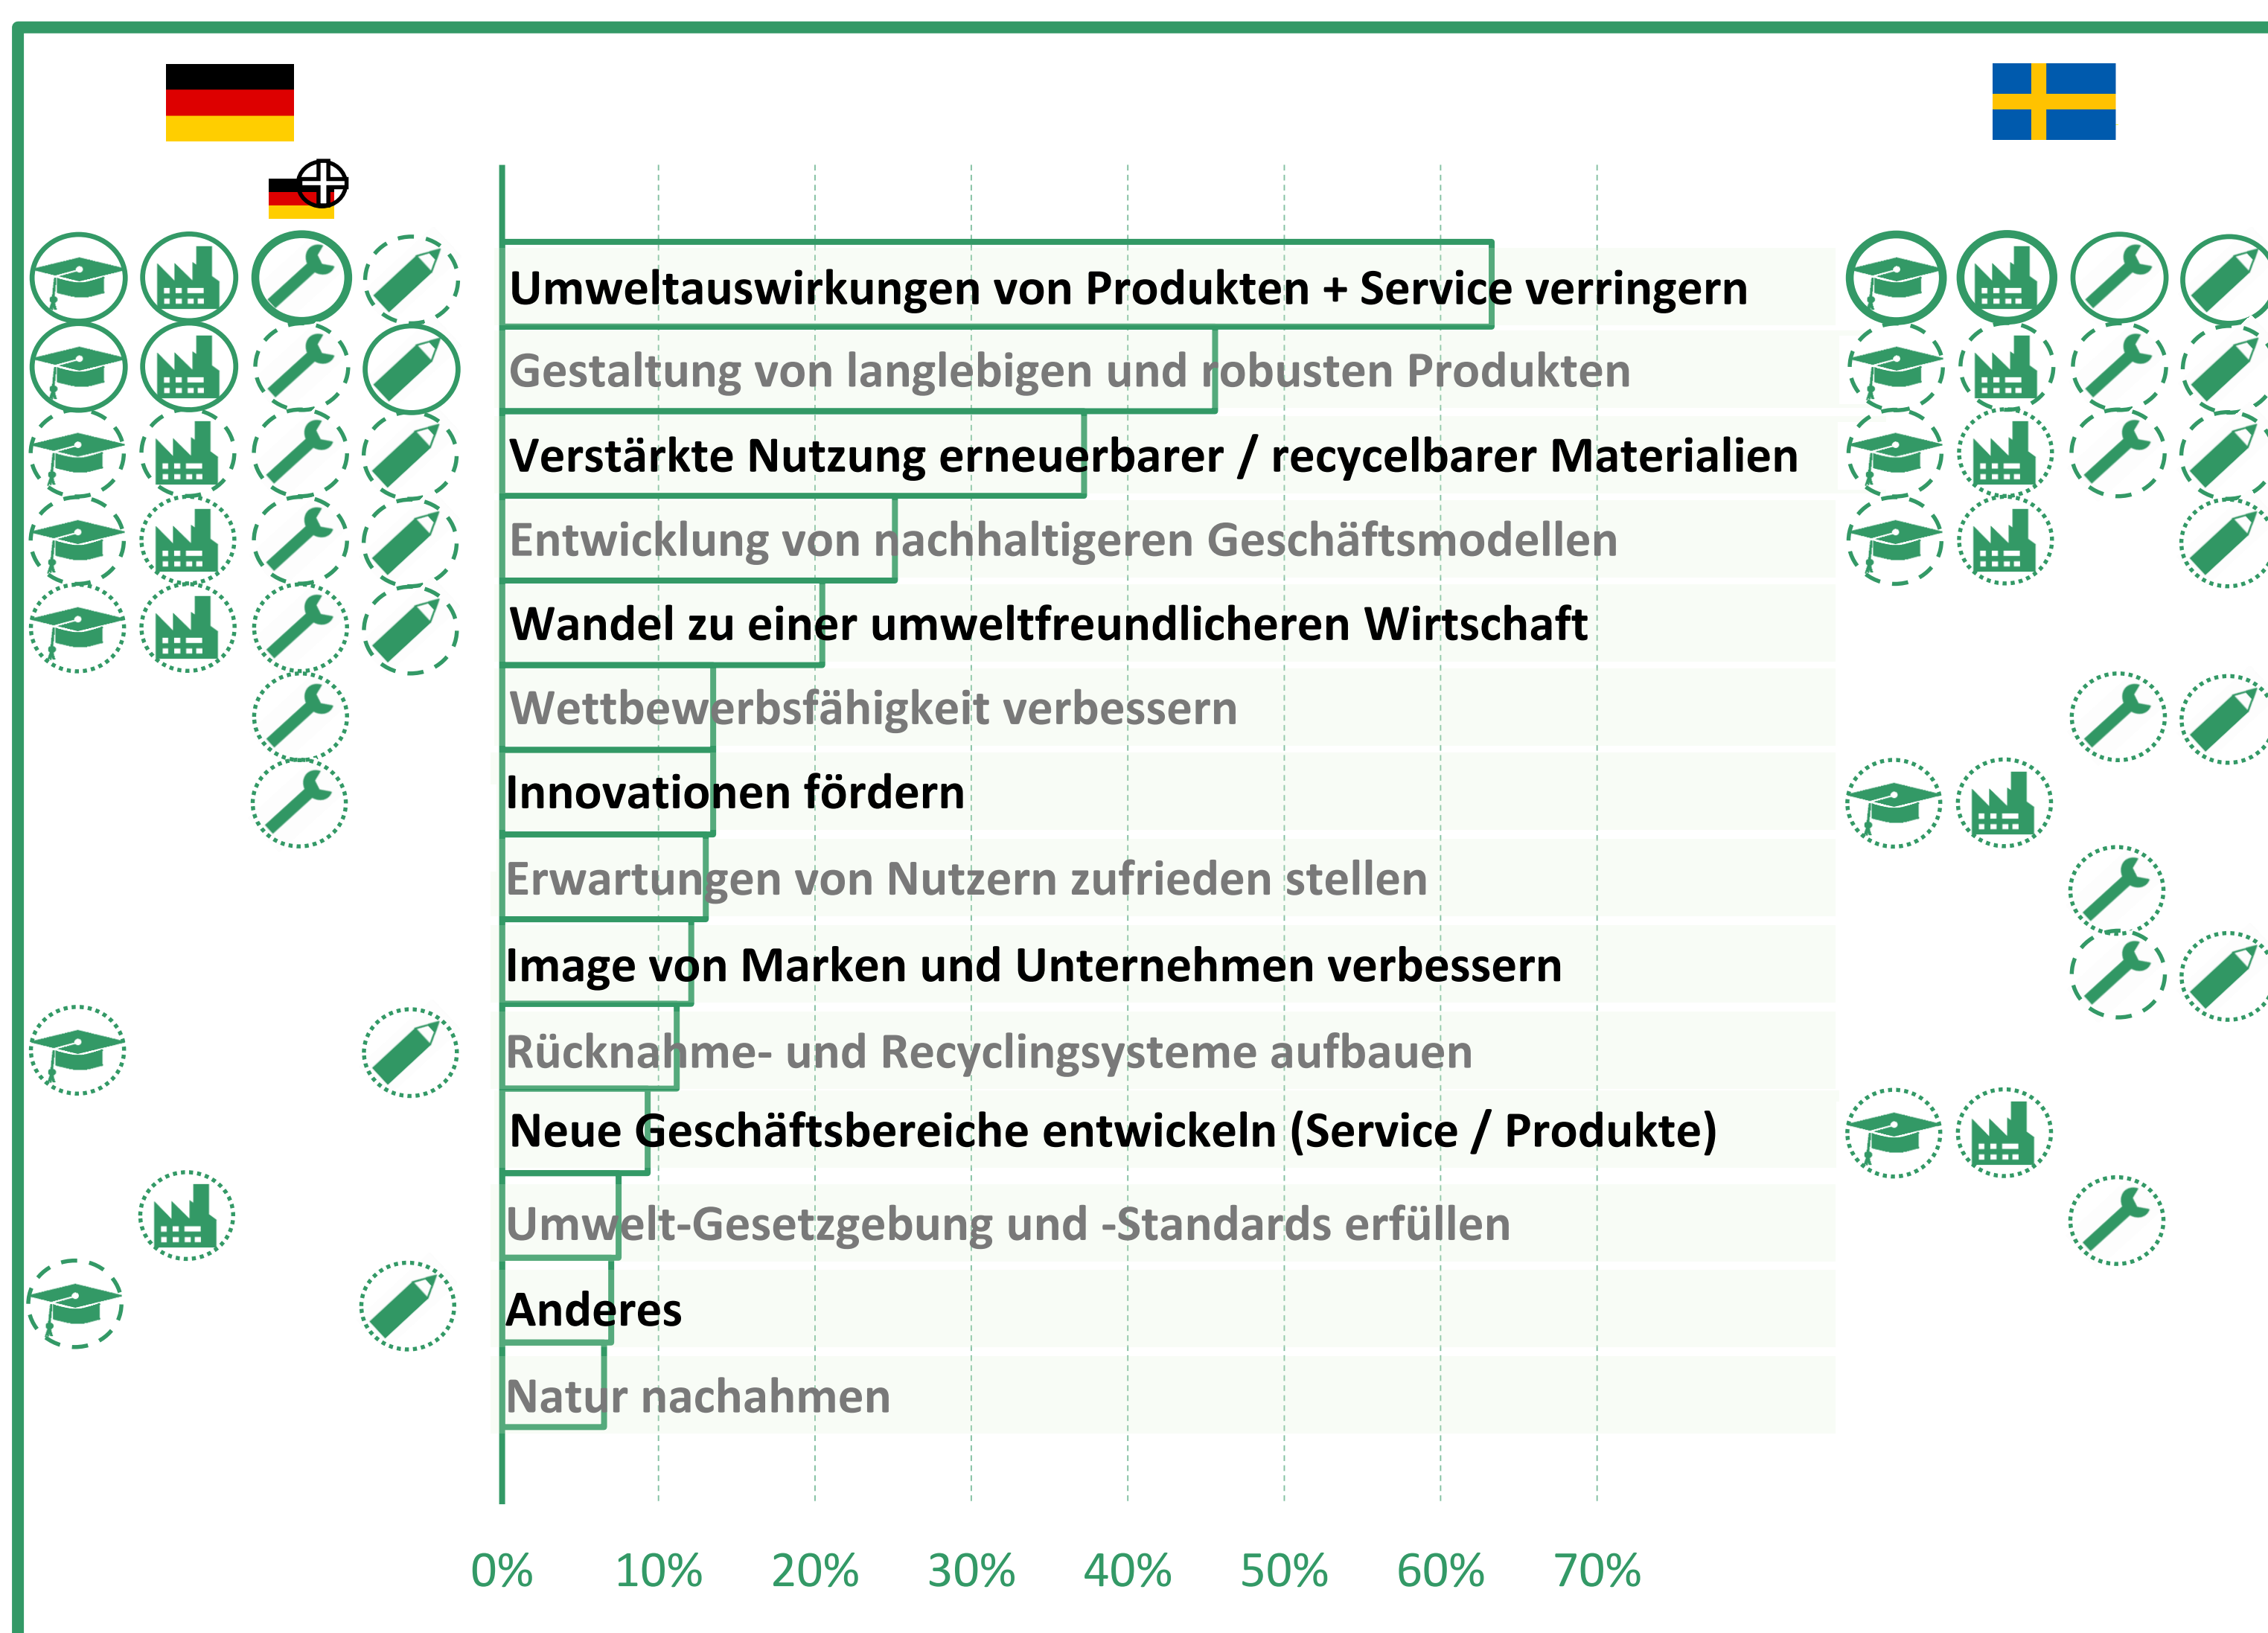 Umweltauswirkungen von Produkten + Service verringern
Gestaltung von langlebigen und robusten Produkten
Verstärkte Nutzung erneuerbarer / recycelbarer Materialien
Entwicklung von nachhaltigeren Geschäftsmodellen
Wandel zu einer umweltfreundlicheren Wirtschaft
Wettbewerbsfähigkeit verbessern
Innovationen fördern
Erwartungen von Nutzern zufrieden stellen
Image von Marken und Unternehmen verbessern
Rücknahme- und Recyclingsysteme aufbauen
Neue Geschäftsbereiche entwickeln (Service / Produkte)
Umwelt-Gesetzgebung und -Standards erfüllen
Anderes
Natur nachahmen
0% 10% 20% 30% 40% 50% 60% 70%